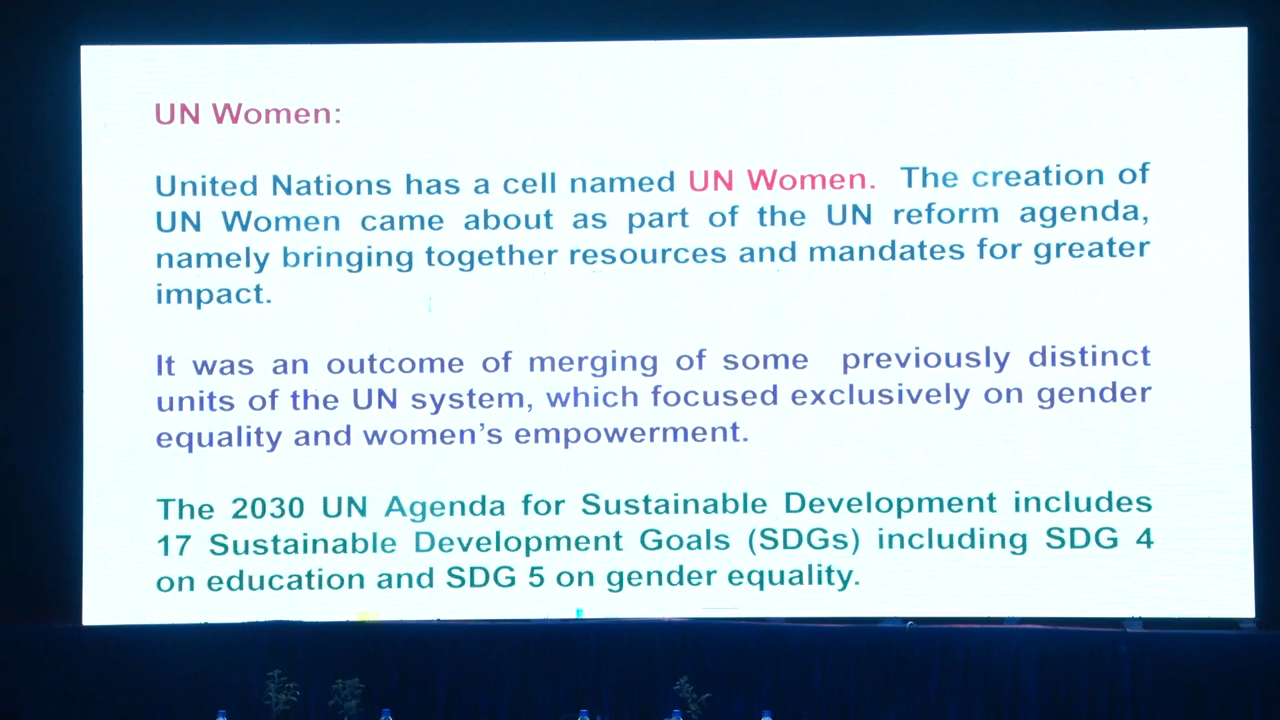 UN Women:
United Nations has a cell named UN Women. The creation of
UN Women came about as part of the UN reform agenda,
namely bringing together resources and mandates for greater
impact.
It was an outcome of merging of some previously distinct
units of the UN system, which focused exclusively on gender
equality and women’s empowerment.
The 2030 UN Agenda for Sustainable Development includes
17 Sustainable Development Goals (SDGs) including SDG 4
on education and SDG 5 on gender equality.